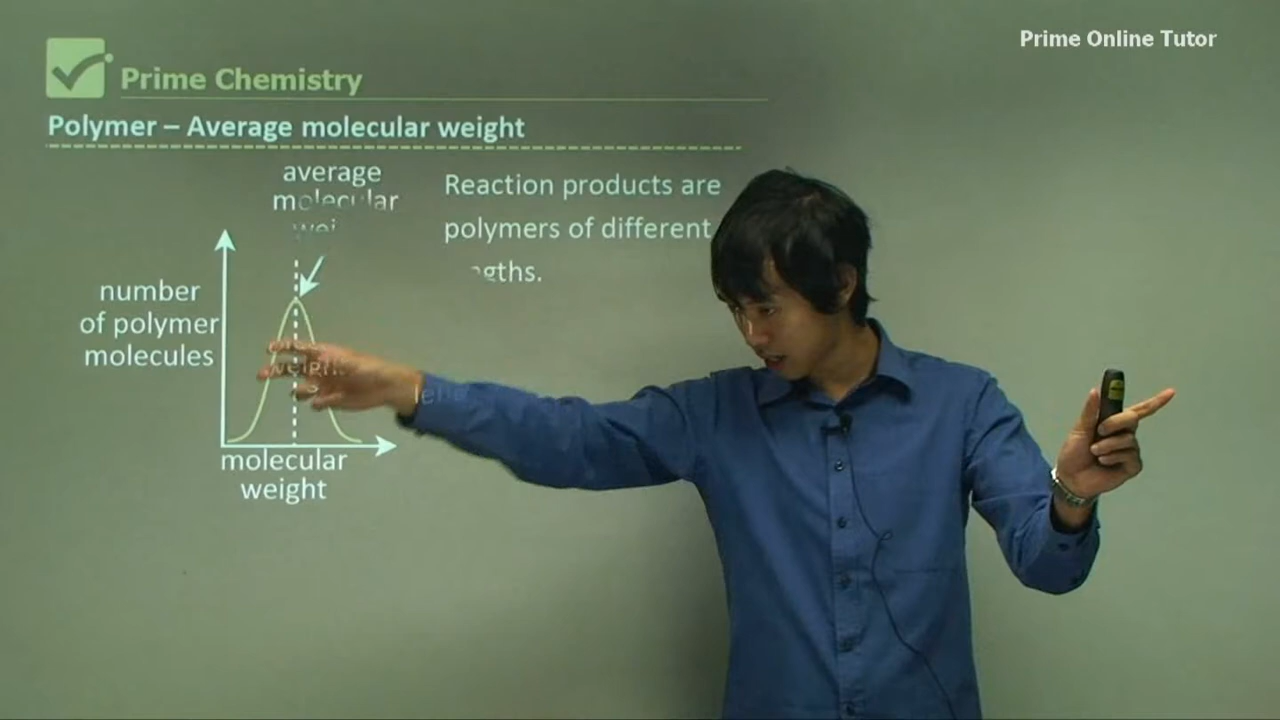 Prime Online Tutor
Prime Chemistry
Polymer – Average molecular weight
average
molecular
Reaction products are
polymers of different
number
of polymer
molecules
molecular
weight